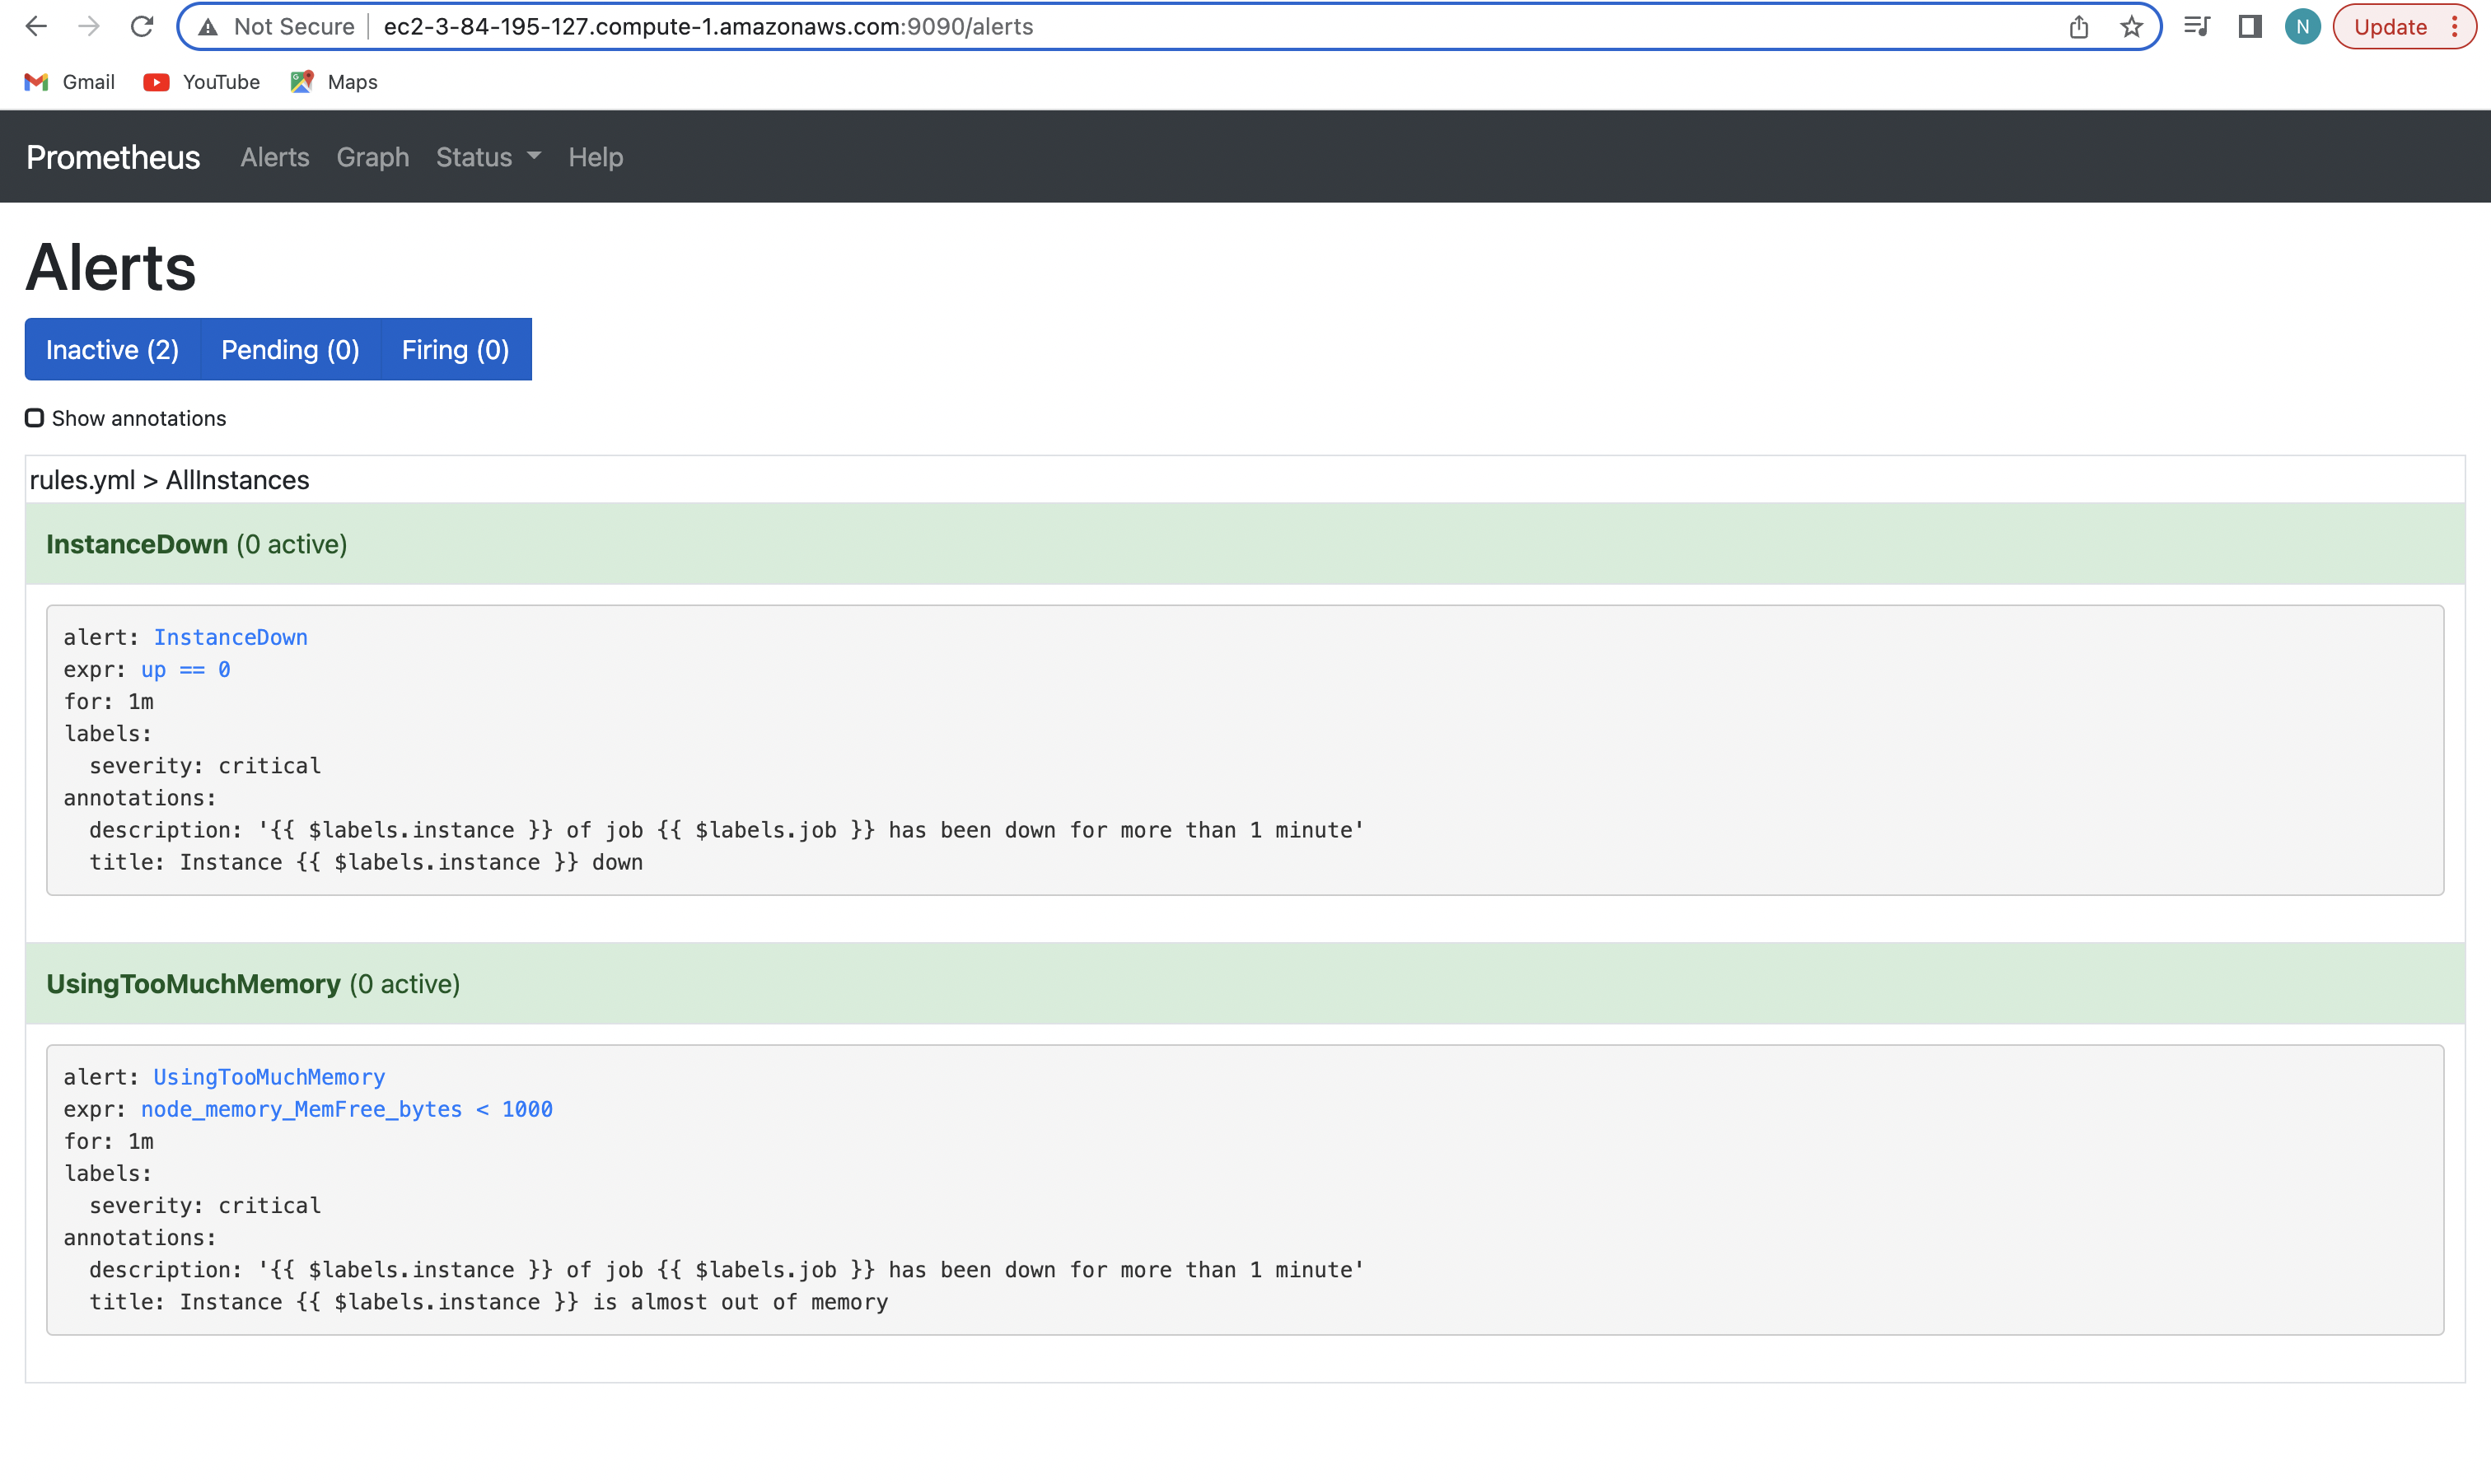 Not Secure ec2-3-84-195-127.compute-1.amazonaws.com:9090/alerts N Update
Gmail YouTube Maps
Prometheus Alerts Graph Status Help
Alerts
Inactive (2) Pending (0) Firing (0)
Show annotations
rules.yml > AllInstances
InstanceDown (0 active)
alert: InstanceDown
expr: up == 0
for: 1m
labels:
  severity: critical
annotations:
  description: '{{ $labels.instance }} of job {{ $labels.job }} has been down for more than 1 minute'
  title: Instance {{ $labels.instance }} down
UsingTooMuchMemory (0 active)
alert: UsingTooMuchMemory
expr: node_memory_MemFree_bytes < 1000
for: 1m
labels:
  severity: critical
annotations:
  description: '{{ $labels.instance }} of job {{ $labels.job }} has been down for more than 1 minute'
  title: Instance {{ $labels.instance }} is almost out of memory